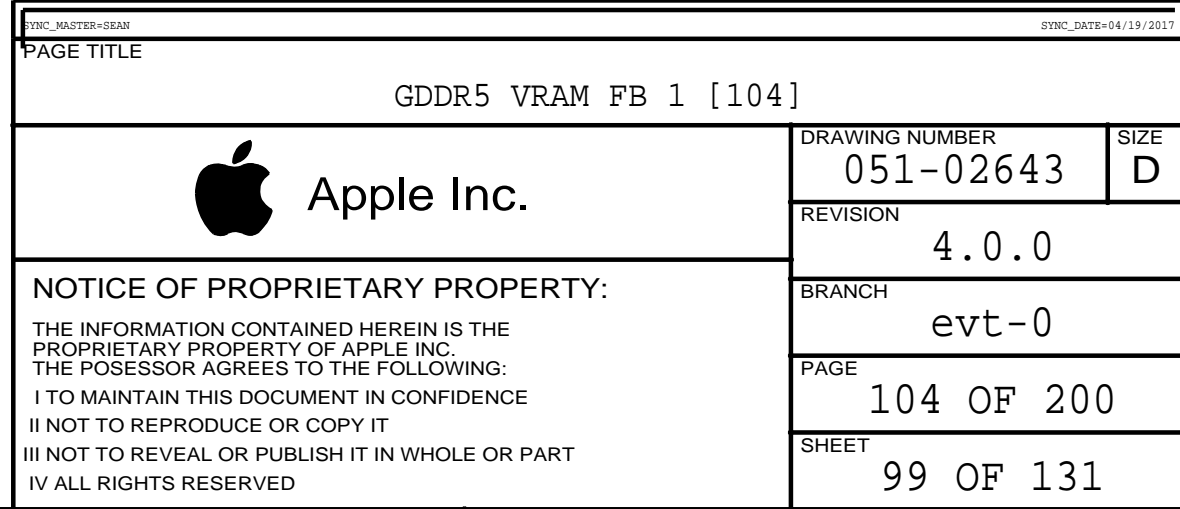 SYNC_MASTER=SEAN
SYNC_DATE=04/19/2017
PAGE TITLE
GDDR5 VRAM FB 1 [104]
Apple Inc.
DRAWING NUMBER
051-02643
SIZE
D
REVISION
4.0.0
NOTICE OF PROPRIETARY PROPERTY:
THE INFORMATION CONTAINED HEREIN IS THE
PROPRIETARY PROPERTY OF APPLE INC.
THE POSESSOR AGREES TO THE FOLLOWING:
I TO MAINTAIN THIS DOCUMENT IN CONFIDENCE
II NOT TO REPRODUCE OR COPY IT
III NOT TO REVEAL OR PUBLISH IT IN WHOLE OR PART
IV ALL RIGHTS RESERVED
BRANCH
evt-0
PAGE
104 OF 200
SHEET
99 OF 131